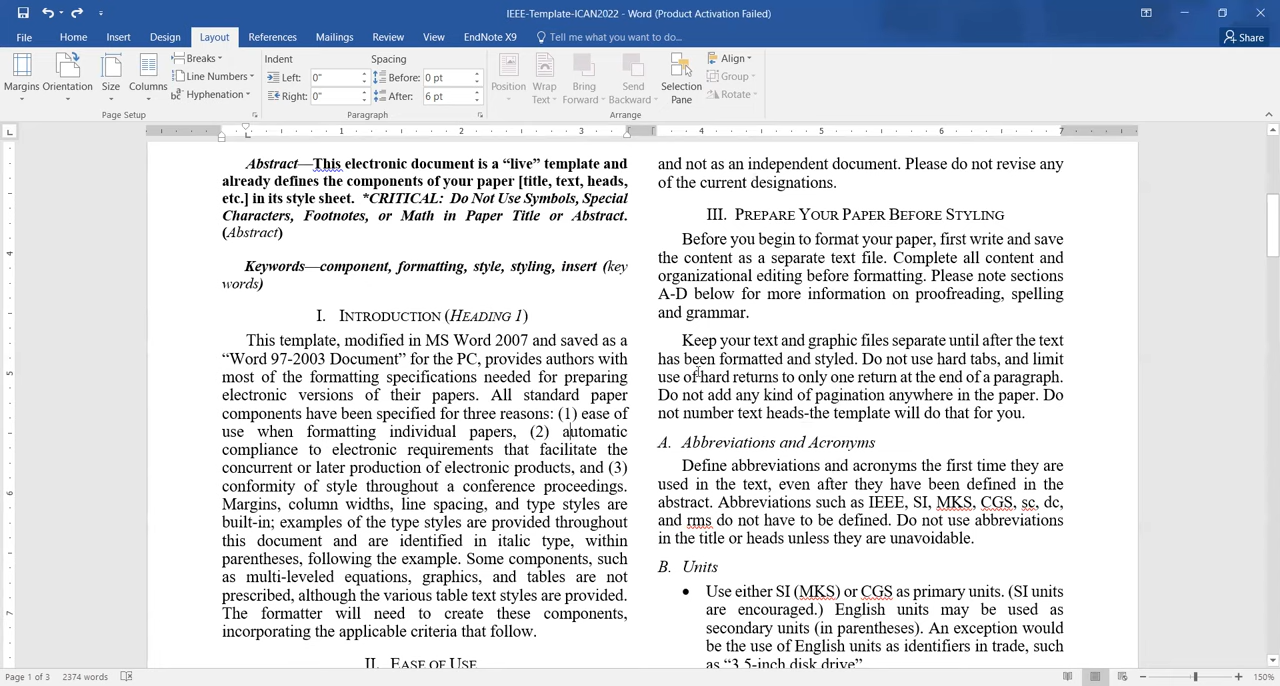 IEEE-Template-ICAN2022 - Word (Product Activation Failed)
File Home Insert Design Layout References Mailings Review View EndNote X9 Tell me what you want to do... Share
Margins Orientation Size Columns
Breaks
Line Numbers
Hyphenation
Page Setup
Indent
Left: 0"
Right: 0"
Spacing
Before: 0 pt
After: 6 pt
Paragraph
Position Wrap Text Bring Forward Send Backward Selection Pane
Align
Group
Rotate
Arrange
1 2 3 4 5 6 7
Abstract—This electronic document is a “live” template and
already defines the components of your paper [title, text, heads,
etc.] in its style sheet. *CRITICAL: Do Not Use Symbols, Special
Characters, Footnotes, or Math in Paper Title or Abstract.
(Abstract)
Keywords—component, formatting, style, styling, insert (key
words)
I. INTRODUCTION (HEADING 1)
This template, modified in MS Word 2007 and saved as a
“Word 97-2003 Document” for the PC, provides authors with
most of the formatting specifications needed for preparing
electronic versions of their papers. All standard paper
components have been specified for three reasons: (1) ease of
use when formatting individual papers, (2) automatic
compliance to electronic requirements that facilitate the
concurrent or later production of electronic products, and (3)
conformity of style throughout a conference proceedings.
Margins, column widths, line spacing, and type styles are
built-in; examples of the type styles are provided throughout
this document and are identified in italic type, within
parentheses, following the example. Some components, such
as multi-leveled equations, graphics, and tables are not
prescribed, although the various table text styles are provided.
The formatter will need to create these components,
incorporating the applicable criteria that follow.
II. EASE OF USE
and not as an independent document. Please do not revise any
of the current designations.
III. PREPARE YOUR PAPER BEFORE STYLING
Before you begin to format your paper, first write and save
the content as a separate text file. Complete all content and
organizational editing before formatting. Please note sections
A-D below for more information on proofreading, spelling
and grammar.
Keep your text and graphic files separate until after the text
has been formatted and styled. Do not use hard tabs, and limit
use of hard returns to only one return at the end of a paragraph.
Do not add any kind of pagination anywhere in the paper. Do
not number text heads-the template will do that for you.
A. Abbreviations and Acronyms
Define abbreviations and acronyms the first time they are
used in the text, even after they have been defined in the
abstract. Abbreviations such as IEEE, SI, MKS, CGS, sc, dc,
and rms do not have to be defined. Do not use abbreviations
in the title or heads unless they are unavoidable.
B. Units
• Use either SI (MKS) or CGS as primary units. (SI units
are encouraged.) English units may be used as
secondary units (in parentheses). An exception would
be the use of English units as identifiers in trade, such
as “3.5-inch disk drive”
4
5
6
7
Page 1 of 3 2374 words 150%